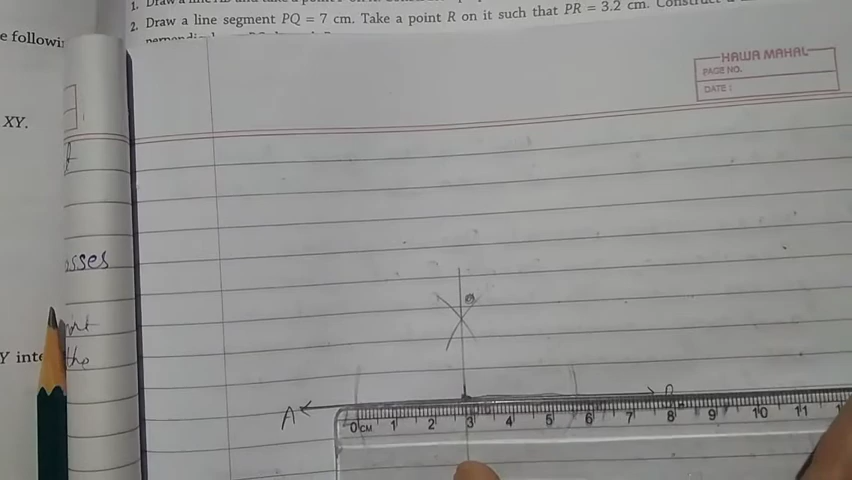 2. Draw a line segment PQ = 7 cm. Take a point R on it such that PR = 3.2 cm.
e followi
HAWA MAHAL
PAGE NO.
DATE :
XY.
osses
Y inte
the
A
0 CM 1 2 3 4 5 6 7 8 9 10 11